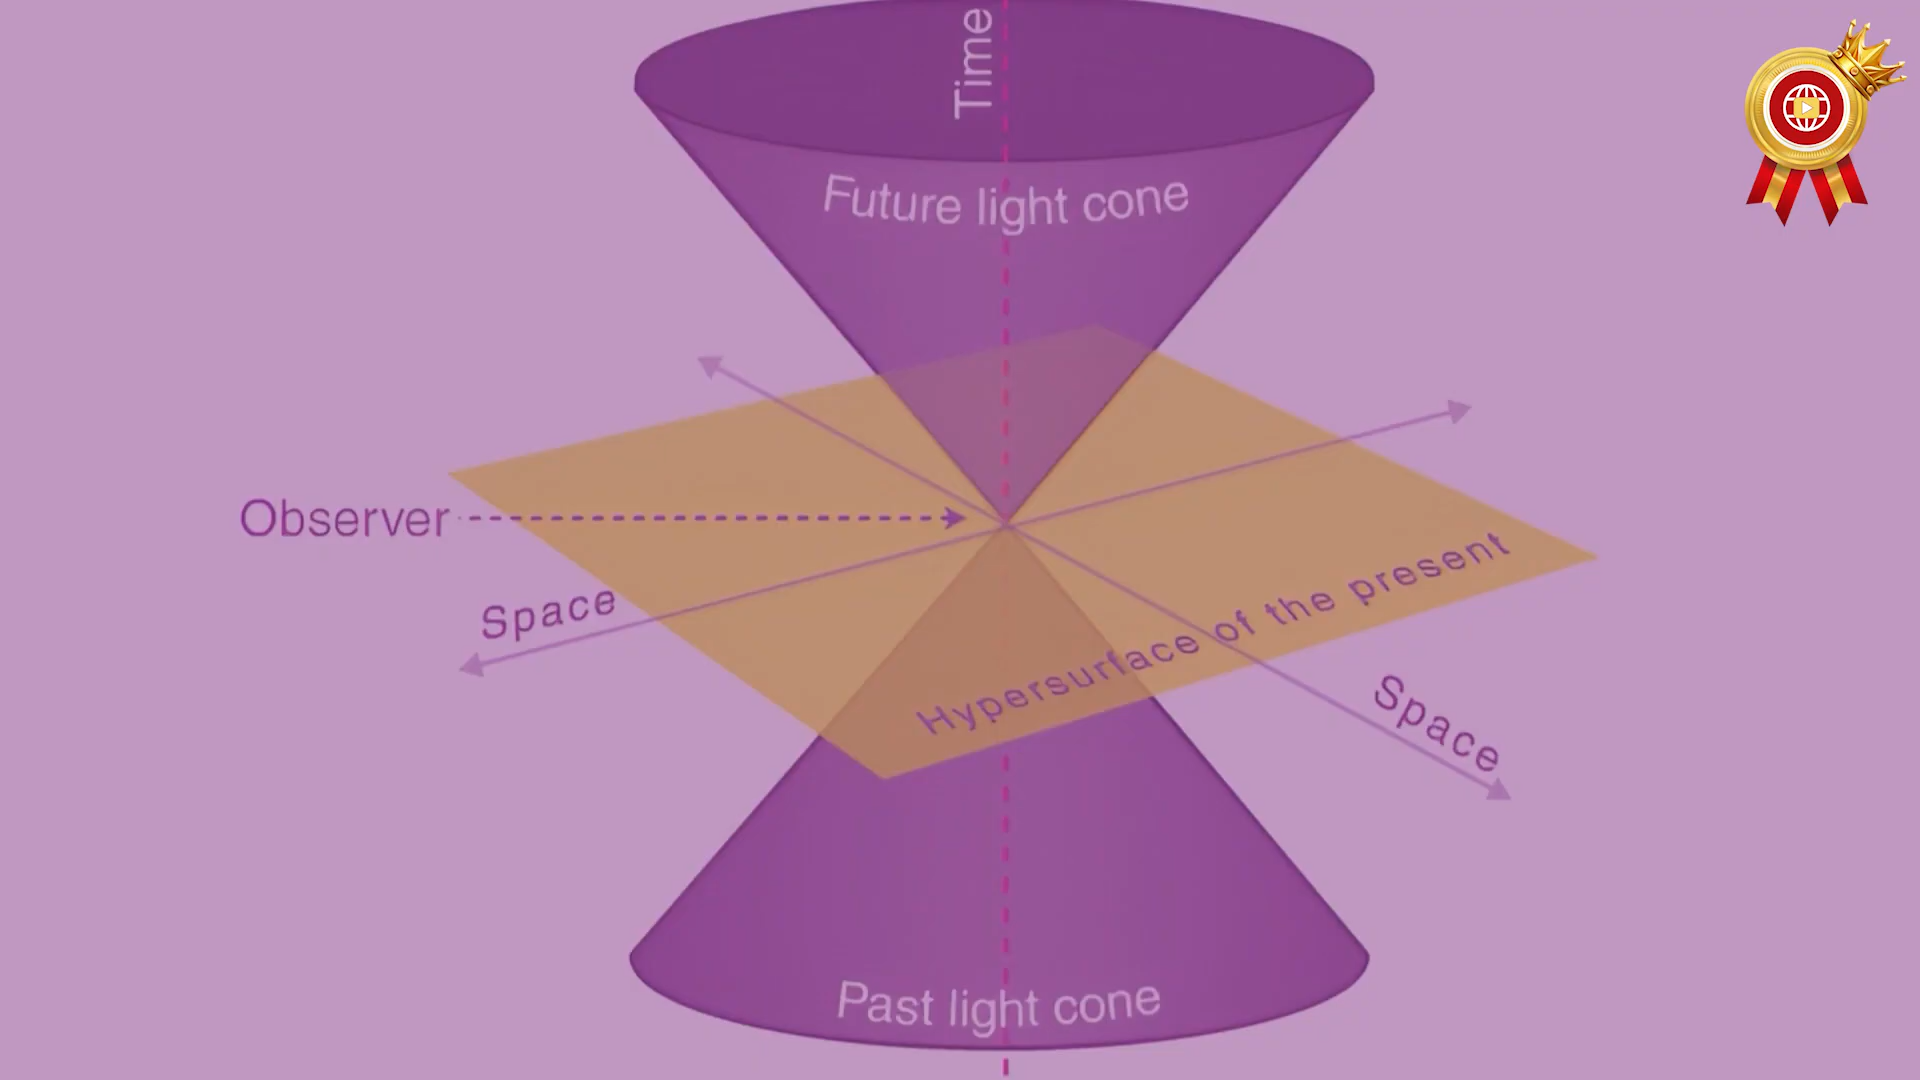 Time
Future light cone
Observer
Space
Hypersurface of the present
Space
Past light cone